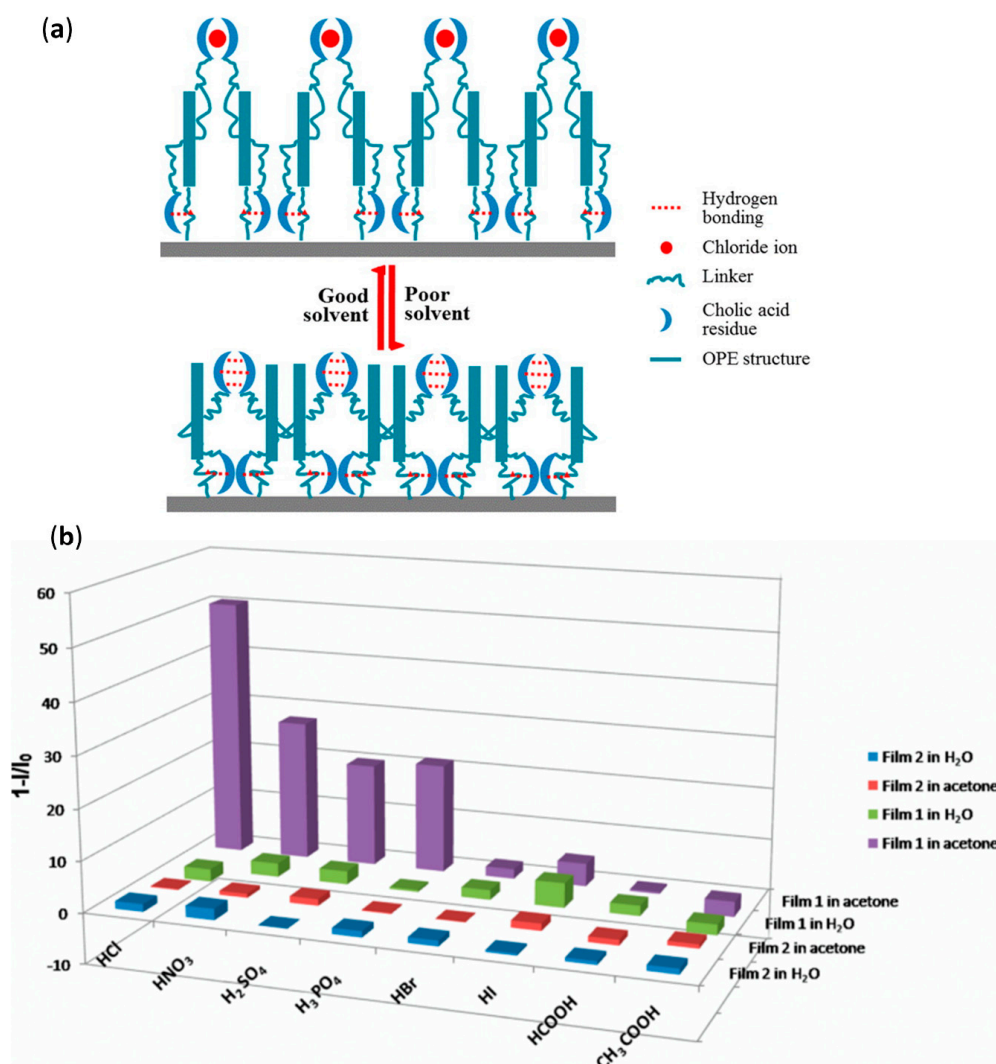 (a)
Good
solvent
Poor
solvent
Hydrogen
bonding
Chloride ion
Linker
Cholic acid
residue
OPE structure
(b)
60
50
40
30
20
10
0
-10
1-I/I₀
HCl
HNO₃
H₂SO₄
H₃PO₄
HBr
HI
HCOOH
CH₃COOH
Film 1 in acetone
Film 1 in H₂O
Film 2 in acetone
Film 2 in H₂O
Film 2 in H₂O
Film 2 in acetone
Film 1 in H₂O
Film 1 in acetone